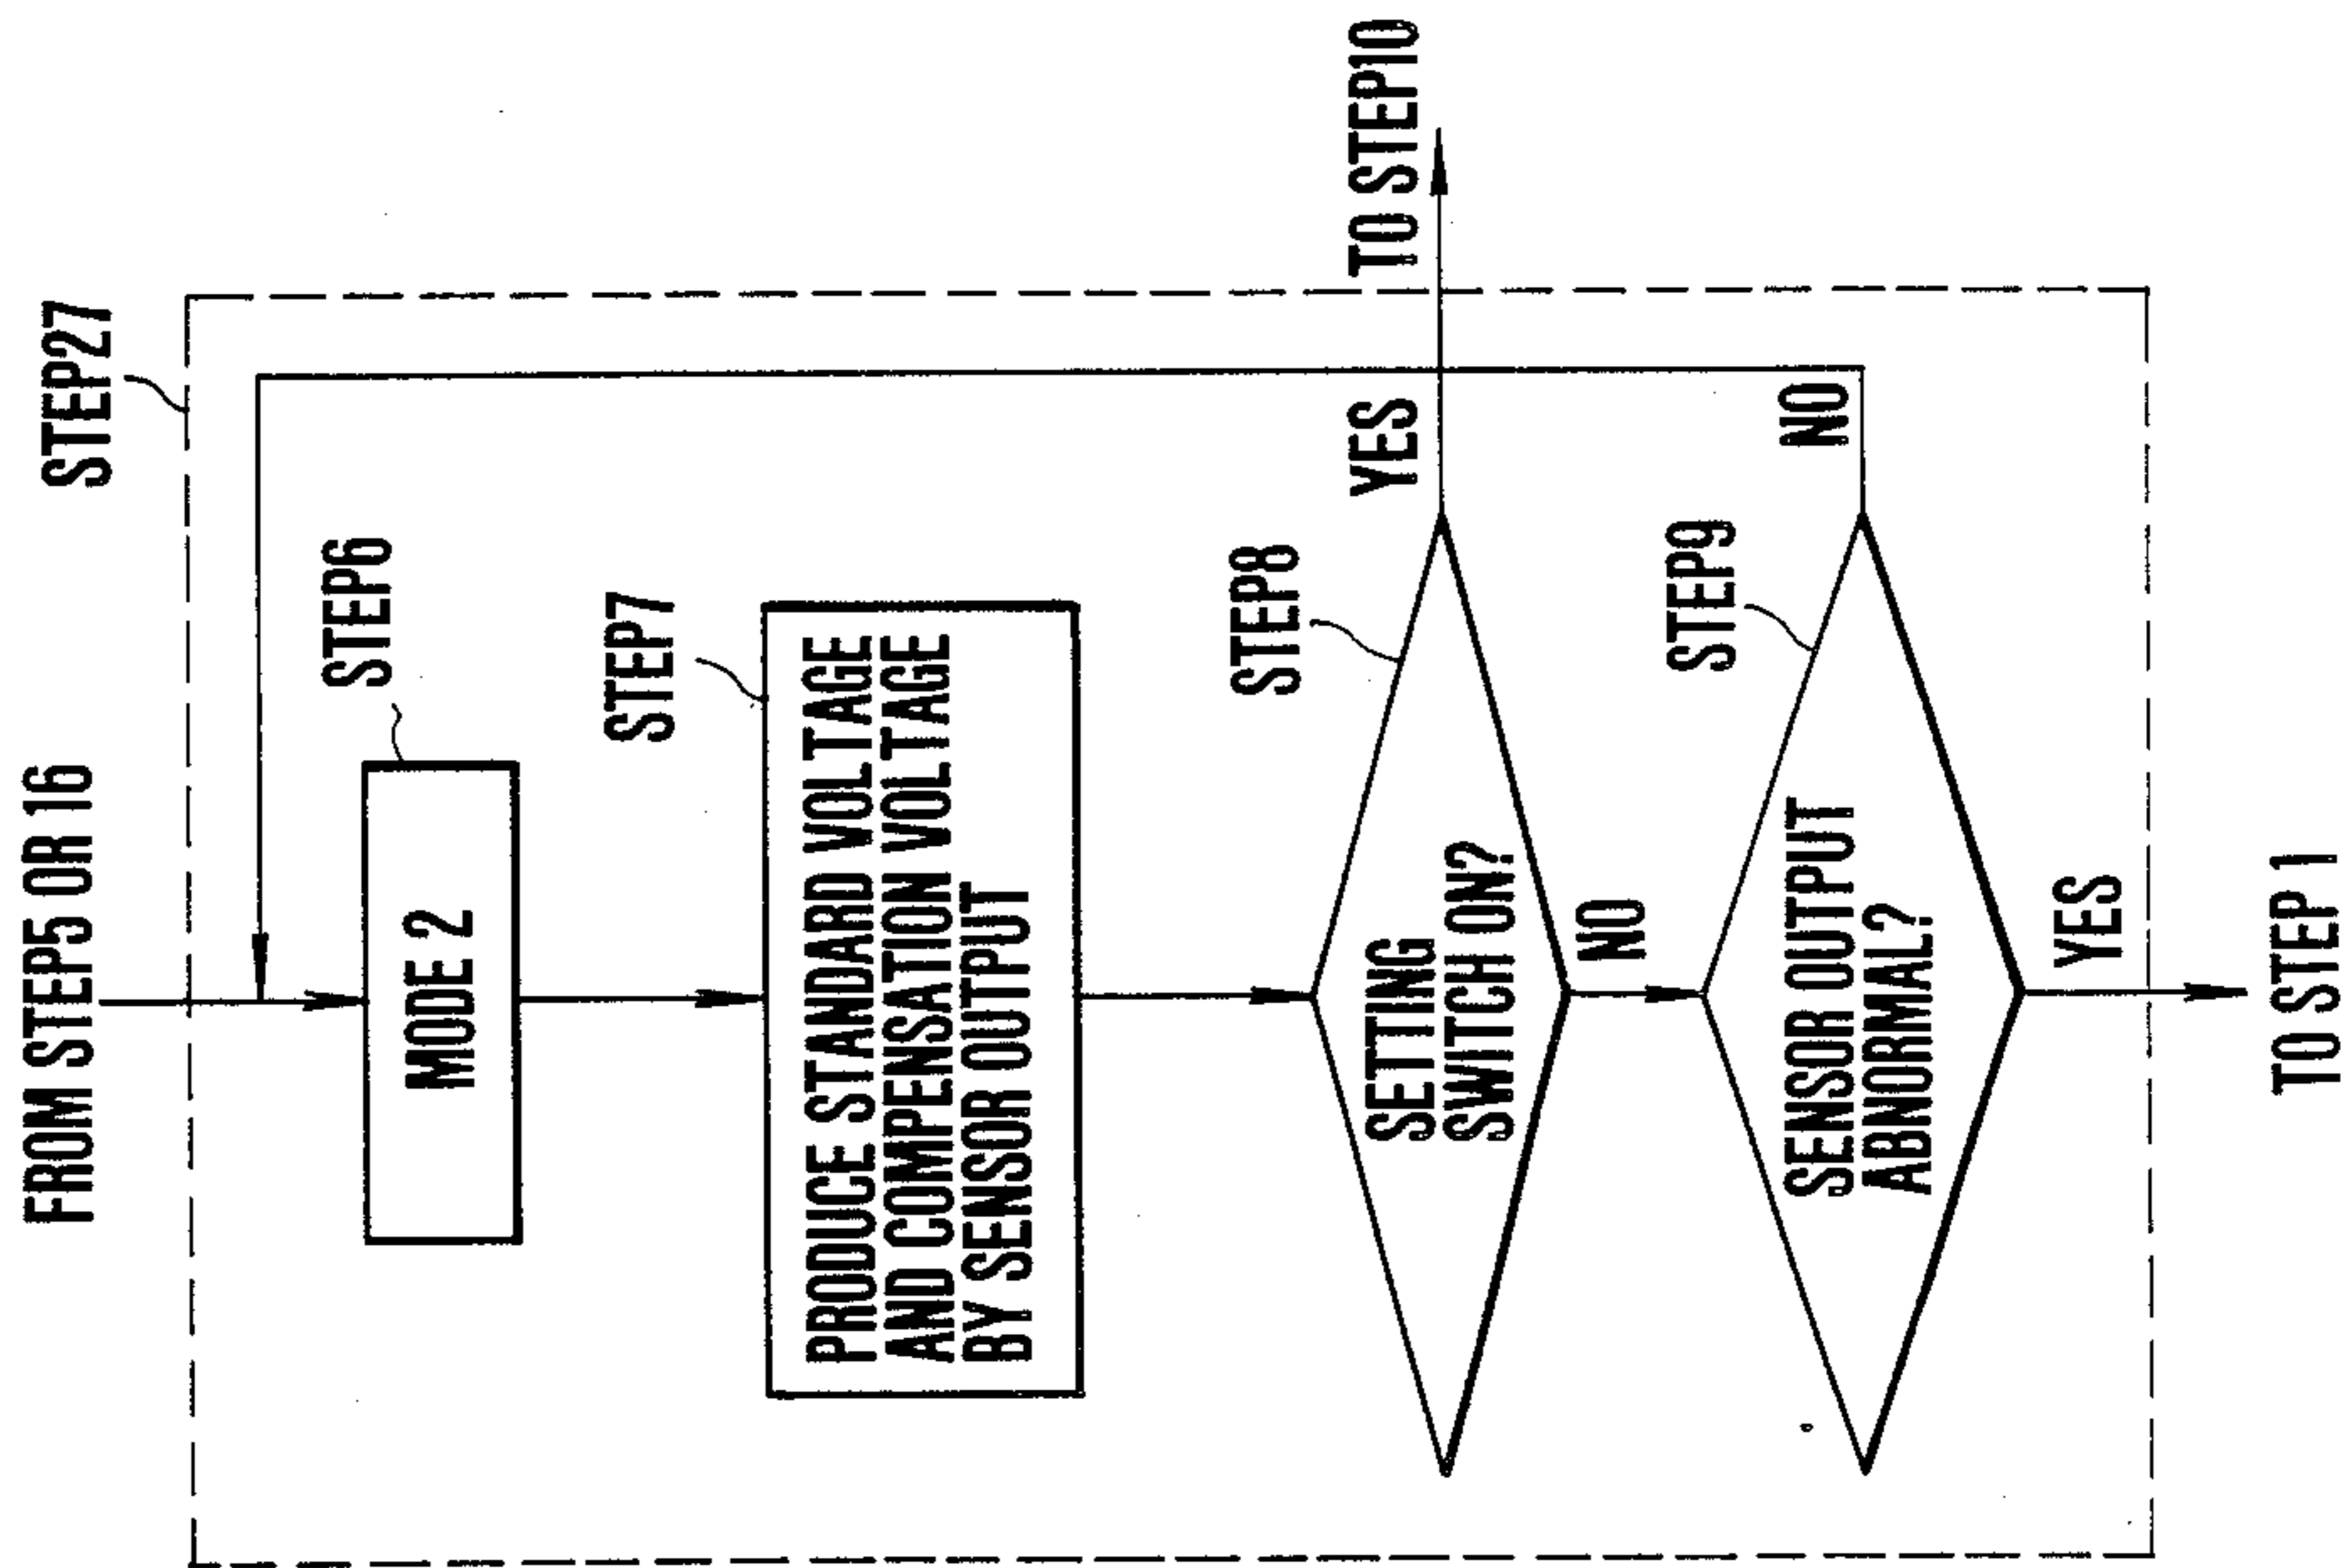 FROM STEP5 OR 16
STEP27
STEP6
MODE 2
STEP7
PRODUCE STANDARD VOLTAGE
AND COMPENSATION VOLTAGE
BY SENSOR OUTPUT
STEP8
SETTING
SWITCH ON?
YES
TO STEP10
NO
STEP9
SENSOR OUTPUT
ABNORMAL?
NO
YES
TO STEP 1